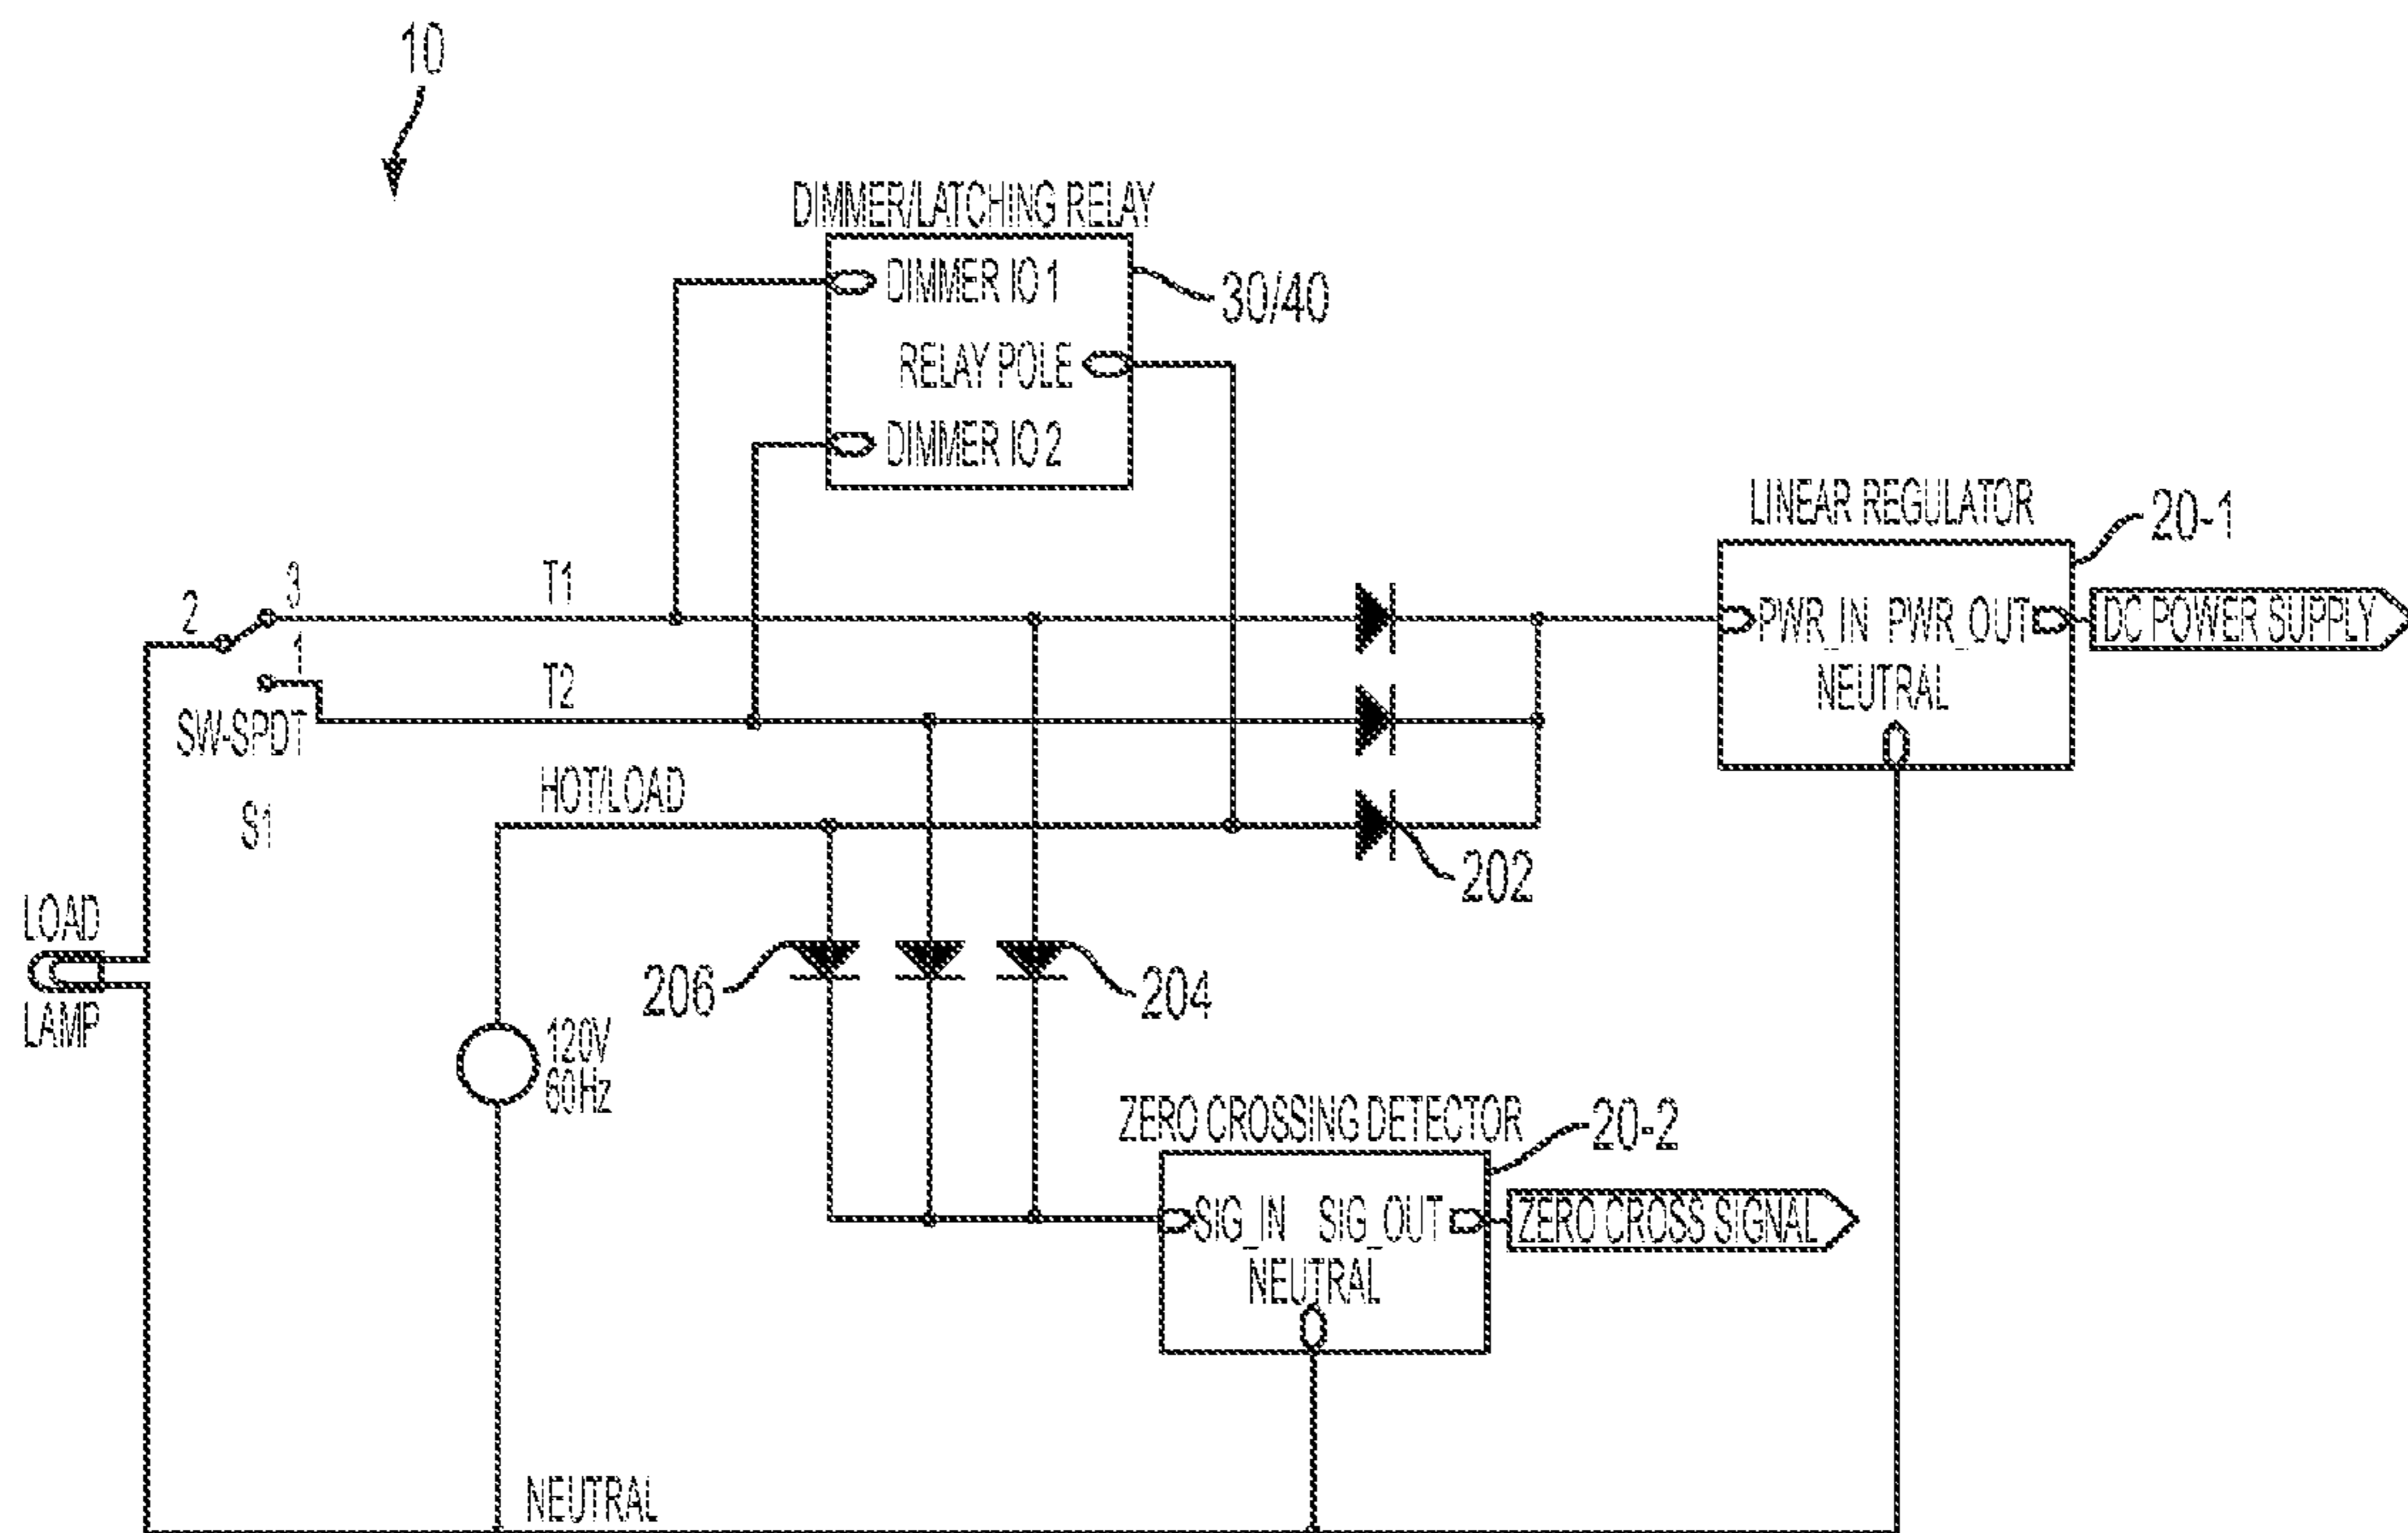 10
DIMMER/LATCHING RELAY
DIMMER IO 1
30/40
RELAY POLE
DIMMER IO 2
LINEAR REGULATOR
20-1
T1
3
2
PWR_IN PWR_OUT
DC POWER SUPPLY
NEUTRAL
1
T2
SW-SPDT
HOT/LOAD
S1
202
LOAD
LAMP
206
204
120V
60Hz
ZERO CROSSING DETECTOR
20-2
SIG_IN SIG_OUT
ZERO CROSS SIGNAL
NEUTRAL
NEUTRAL